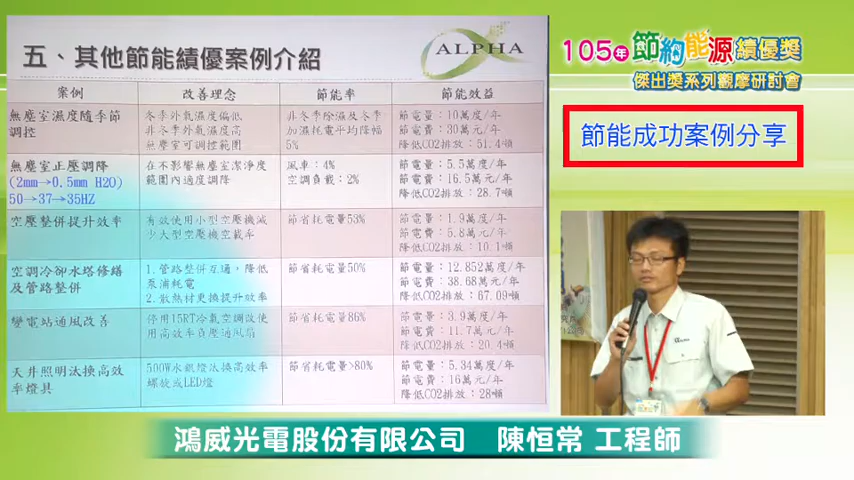 五、其他節能績優案例介紹
ALPHA
案例 改善理念 節能率 節能效益
無塵室濕度隨季節調控
冬季外氣濕度偏低
非冬季外氣濕度高
無塵室可調控範圍
非冬季除濕及冬季
加濕耗電平均降幅
5%
節電量：10萬度/年
節電費：30萬元/年
降低CO2排放：51.4噸
無塵室正壓調降
(2mm→0.5mm H2O)
50→37→35HZ
在不影響無塵室潔淨度
範圍內適度調降
風車：4%
空調負載：2%
節電量：5.5萬度/年
節電費：16.5萬元/年
降低CO2排放：28.7噸
空壓整併提升效率
有效使用小型空壓機減
少大型空壓機空載率
節省耗電量53%
節電量：1.9萬度/年
節電費：5.8萬元/年
降低CO2排放：10.1噸
空調冷卻水塔修繕
及管路整併
1. 管路整併互通，降低
泵浦耗電
2. 散熱材更換提升效率
節省耗電量50%
節電量：12.852萬度/年
節電費：38.68萬元/年
降低CO2排放：67.09噸
變電站通風改善
停用15RT冷氣空調改使
用高效率負壓通風扇
節省耗電量86%
節電量：3.9萬度/年
節電費：11.7萬元/年
降低CO2排放：20.4噸
天井照明汰換高效
率燈具
500W水銀燈汰換高效率
螺旋或LED燈
節省耗電量>80%
節電量：5.34萬度/年
節電費：16萬元/年
降低CO2排放：28噸
105年節約能源績優獎
傑出獎系列觀摩研討會
節能成功案例分享
鴻威光電股份有限公司 陳恒常 工程師